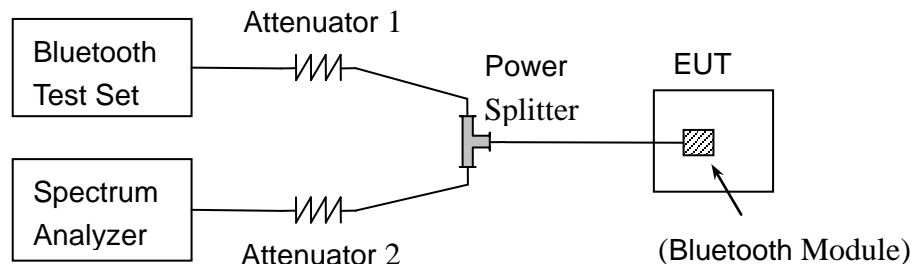 Attenuator 1
Bluetooth
Test Set
Power
Splitter
EUT
Spectrum
Analyzer
Attenuator 2
(Bluetooth Module)